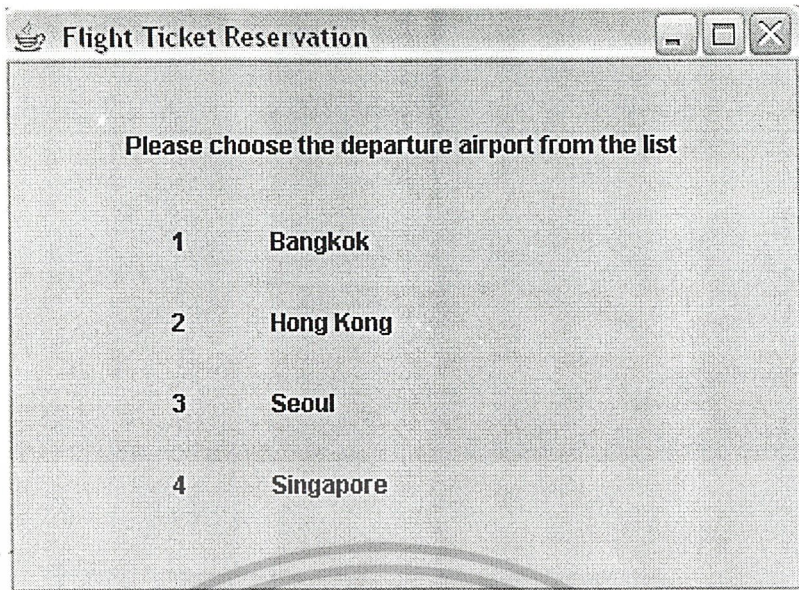 Flight Ticket Reservation
Please choose the departure airport from the list
1 Bangkok
2 Hong Kong
3 Seoul
4 Singapore